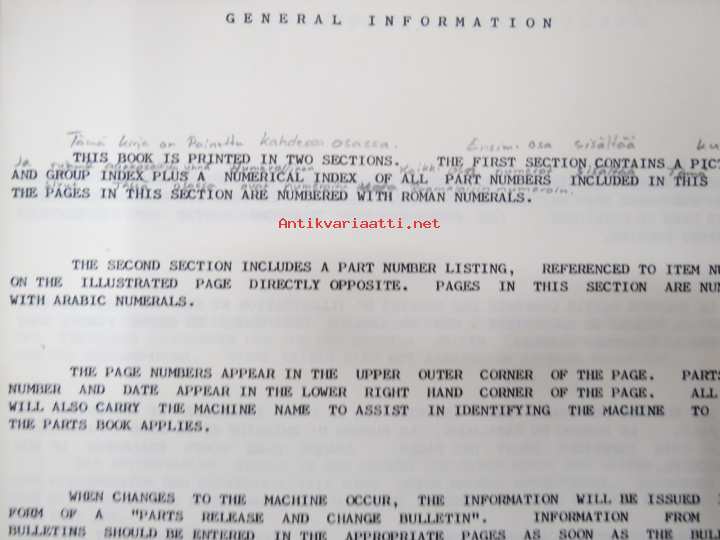 GENERAL INFORMATION
Tämä kirja on Painettu kahdessa osassa. Ensim. osa sisältää
THIS BOOK IS PRINTED IN TWO SECTIONS. THE FIRST SECTION CONTAINS A PICT
AND GROUP INDEX PLUS A NUMERICAL INDEX OF ALL PART NUMBERS INCLUDED IN THIS
THE PAGES IN THIS SECTION ARE NUMBERED WITH ROMAN NUMERALS.
Antikvariaatti.net
THE SECOND SECTION INCLUDES A PART NUMBER LISTING, REFERENCED TO ITEM NU
ON THE ILLUSTRATED PAGE DIRECTLY OPPOSITE. PAGES IN THIS SECTION ARE NUM
WITH ARABIC NUMERALS.
THE PAGE NUMBERS APPEAR IN THE UPPER OUTER CORNER OF THE PAGE. PARTS
NUMBER AND DATE APPEAR IN THE LOWER RIGHT HAND CORNER OF THE PAGE. ALL
WILL ALSO CARRY THE MACHINE NAME TO ASSIST IN IDENTIFYING THE MACHINE TO
THE PARTS BOOK APPLIES.
WHEN CHANGES TO THE MACHINE OCCUR, THE INFORMATION WILL BE ISSUED
FORM OF A "PARTS RELEASE AND CHANGE BULLETIN". INFORMATION FROM
BULLETINS SHOULD BE ENTERED IN THE APPROPRIATE PAGES AS SOON AS THE BULL